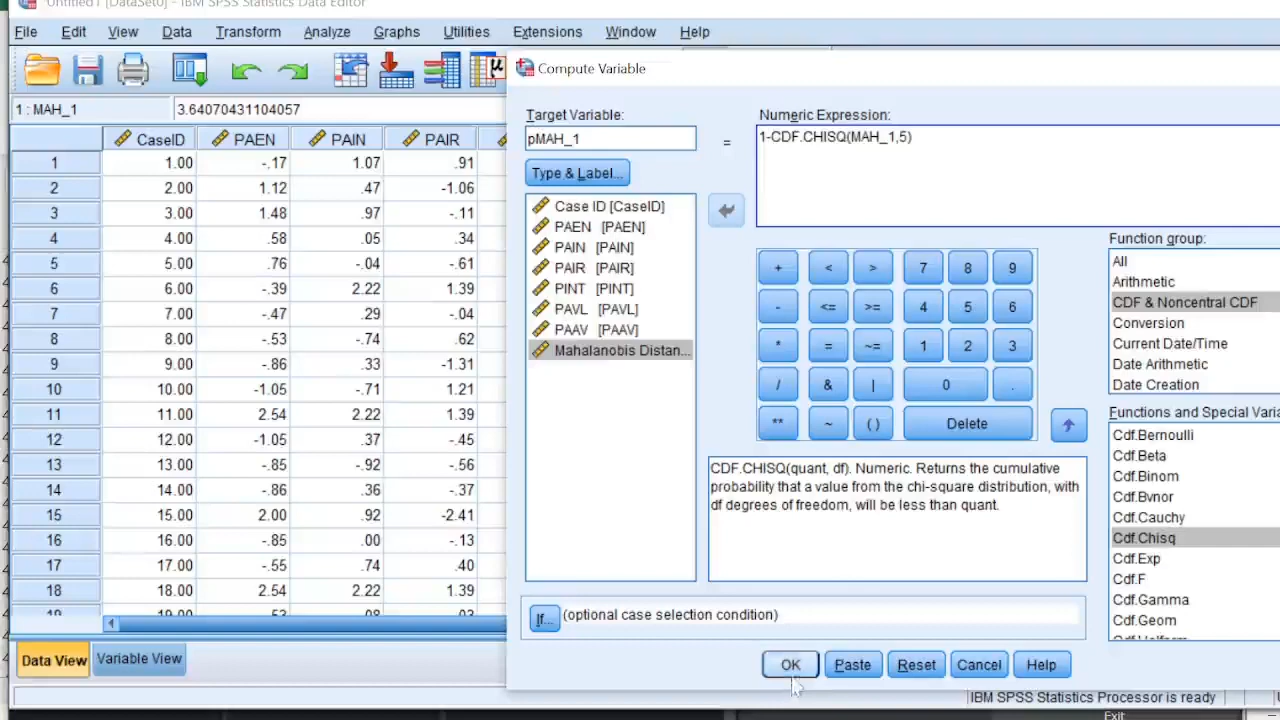 Untitled1 [DataSet0] - IBM SPSS Statistics Data Editor
File Edit View Data Transform Analyze Graphs Utilities Extensions Window Help
Compute Variable
1 : MAH_1 3.64070431104057
Target Variable:
pMAH_1
=
Numeric Expression:
1-CDF.CHISQ(MAH_1,5)
Type & Label...
CaseID PAEN PAIN PAIR
1 1.00 -.17 1.07 .91
2 2.00 1.12 .47 -1.06
3 3.00 1.48 .97 -.11
4 4.00 .58 .05 .34
5 5.00 .76 -.04 -.61
6 6.00 -.39 2.22 1.39
7 7.00 -.47 .29 -.04
8 8.00 -.53 -.74 .62
9 9.00 -.86 .33 -1.31
10 10.00 -1.05 -.71 1.21
11 11.00 2.54 2.22 1.39
12 12.00 -1.05 .37 -.45
13 13.00 -.85 -.92 -.56
14 14.00 -.86 .36 -.37
15 15.00 2.00 .92 -2.41
16 16.00 -.85 .00 -.13
17 17.00 -.55 .74 .40
18 18.00 2.54 2.22 1.39
Case ID [CaseID]
PAEN [PAEN]
PAIN [PAIN]
PAIR [PAIR]
PINT [PINT]
PAVL [PAVL]
PAAV [PAAV]
Mahalanobis Distan...
+ < > 7 8 9
- <= >= 4 5 6
* = ~= 1 2 3
/ & | 0 .
** ~ ( ) Delete
CDF.CHISQ(quant, df). Numeric. Returns the cumulative
probability that a value from the chi-square distribution, with
df degrees of freedom, will be less than quant.
Function group:
All
Arithmetic
CDF & Noncentral CDF
Conversion
Current Date/Time
Date Arithmetic
Date Creation
Functions and Special Varia
Cdf.Bernoulli
Cdf.Beta
Cdf.Binom
Cdf.Bvnor
Cdf.Cauchy
Cdf.Chisq
Cdf.Exp
Cdf.F
Cdf.Gamma
Cdf.Geom
If... (optional case selection condition)
OK Paste Reset Cancel Help
Data View Variable View
IBM SPSS Statistics Processor is ready
Exit